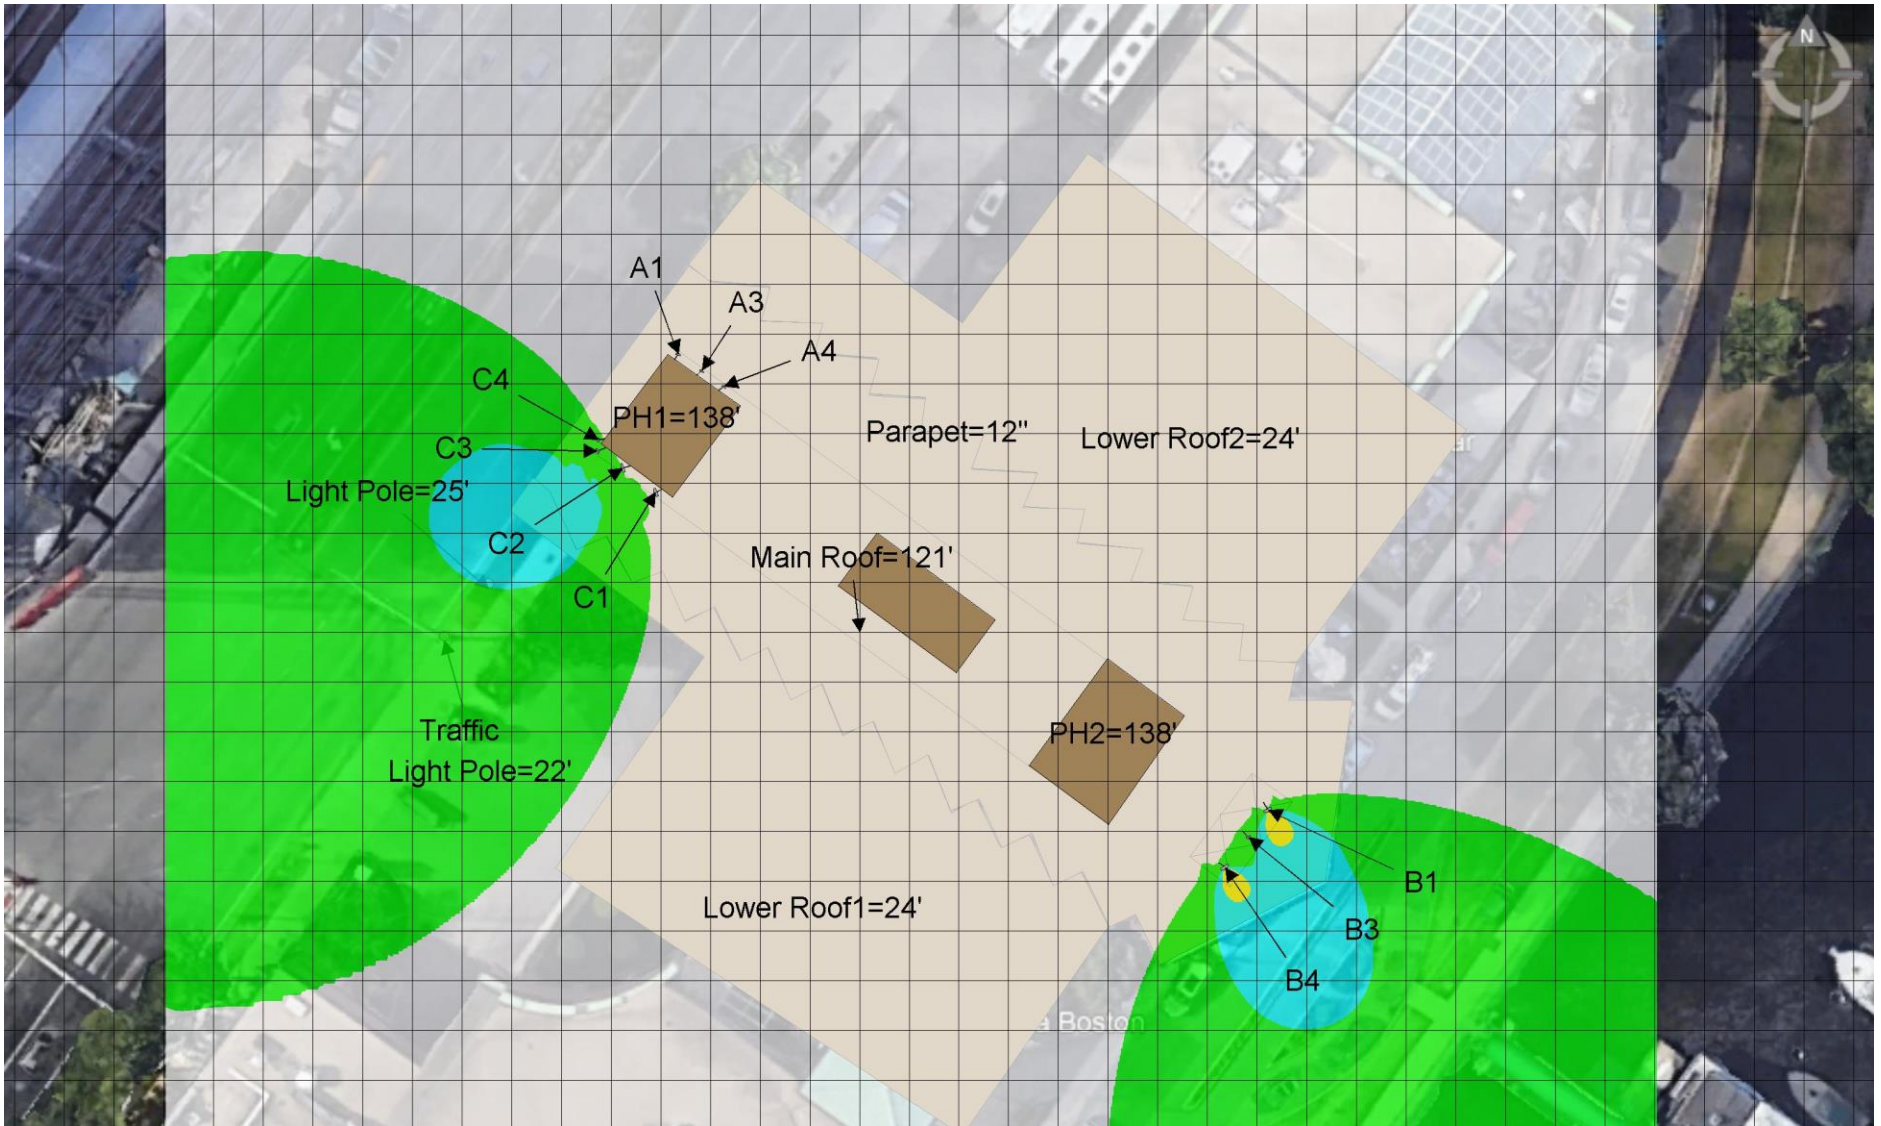 N
A1
A3
A4
C4
PH1=138'
Parapet=12"
Lower Roof2=24'
C3
Light Pole=25'
C2
Main Roof=121'
C1
Traffic
Light Pole=22'
PH2=138'
B1
Lower Roof1=24'
B3
B4
Boston